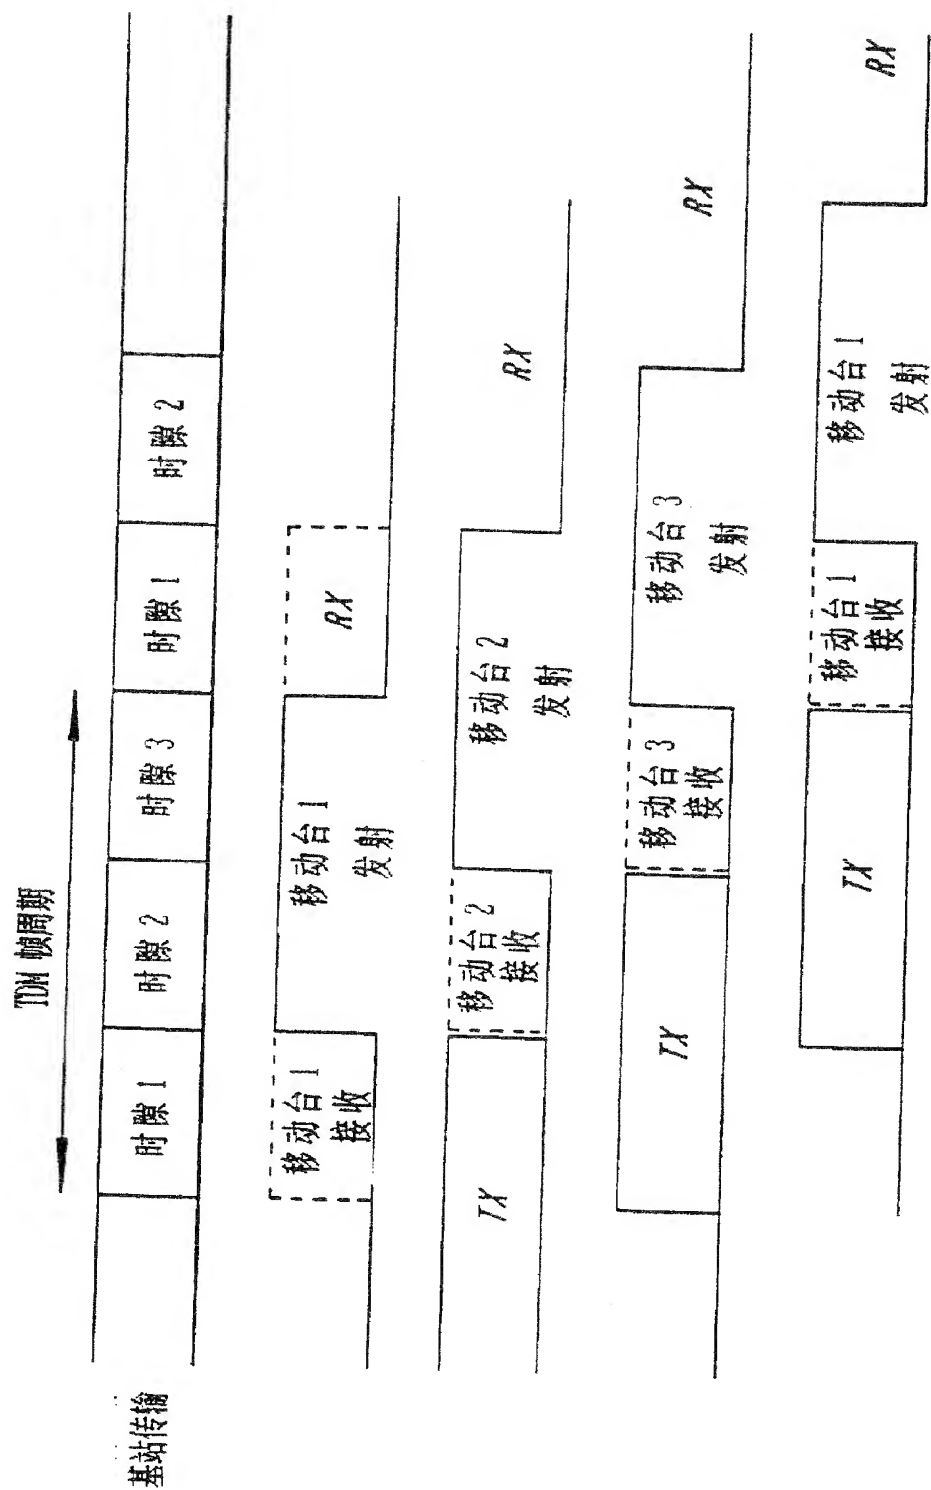 TDM 帧周期
基站传输
时隙 1
时隙 2
时隙 3
时隙 1
时隙 2
移动台 1
接收
移动台 1
发射
RX
TX
移动台 2
接收
移动台 2
发射
RX
TX
移动台 3
接收
移动台 3
发射
RX
TX
移动台 1
接收
移动台 1
发射
RX